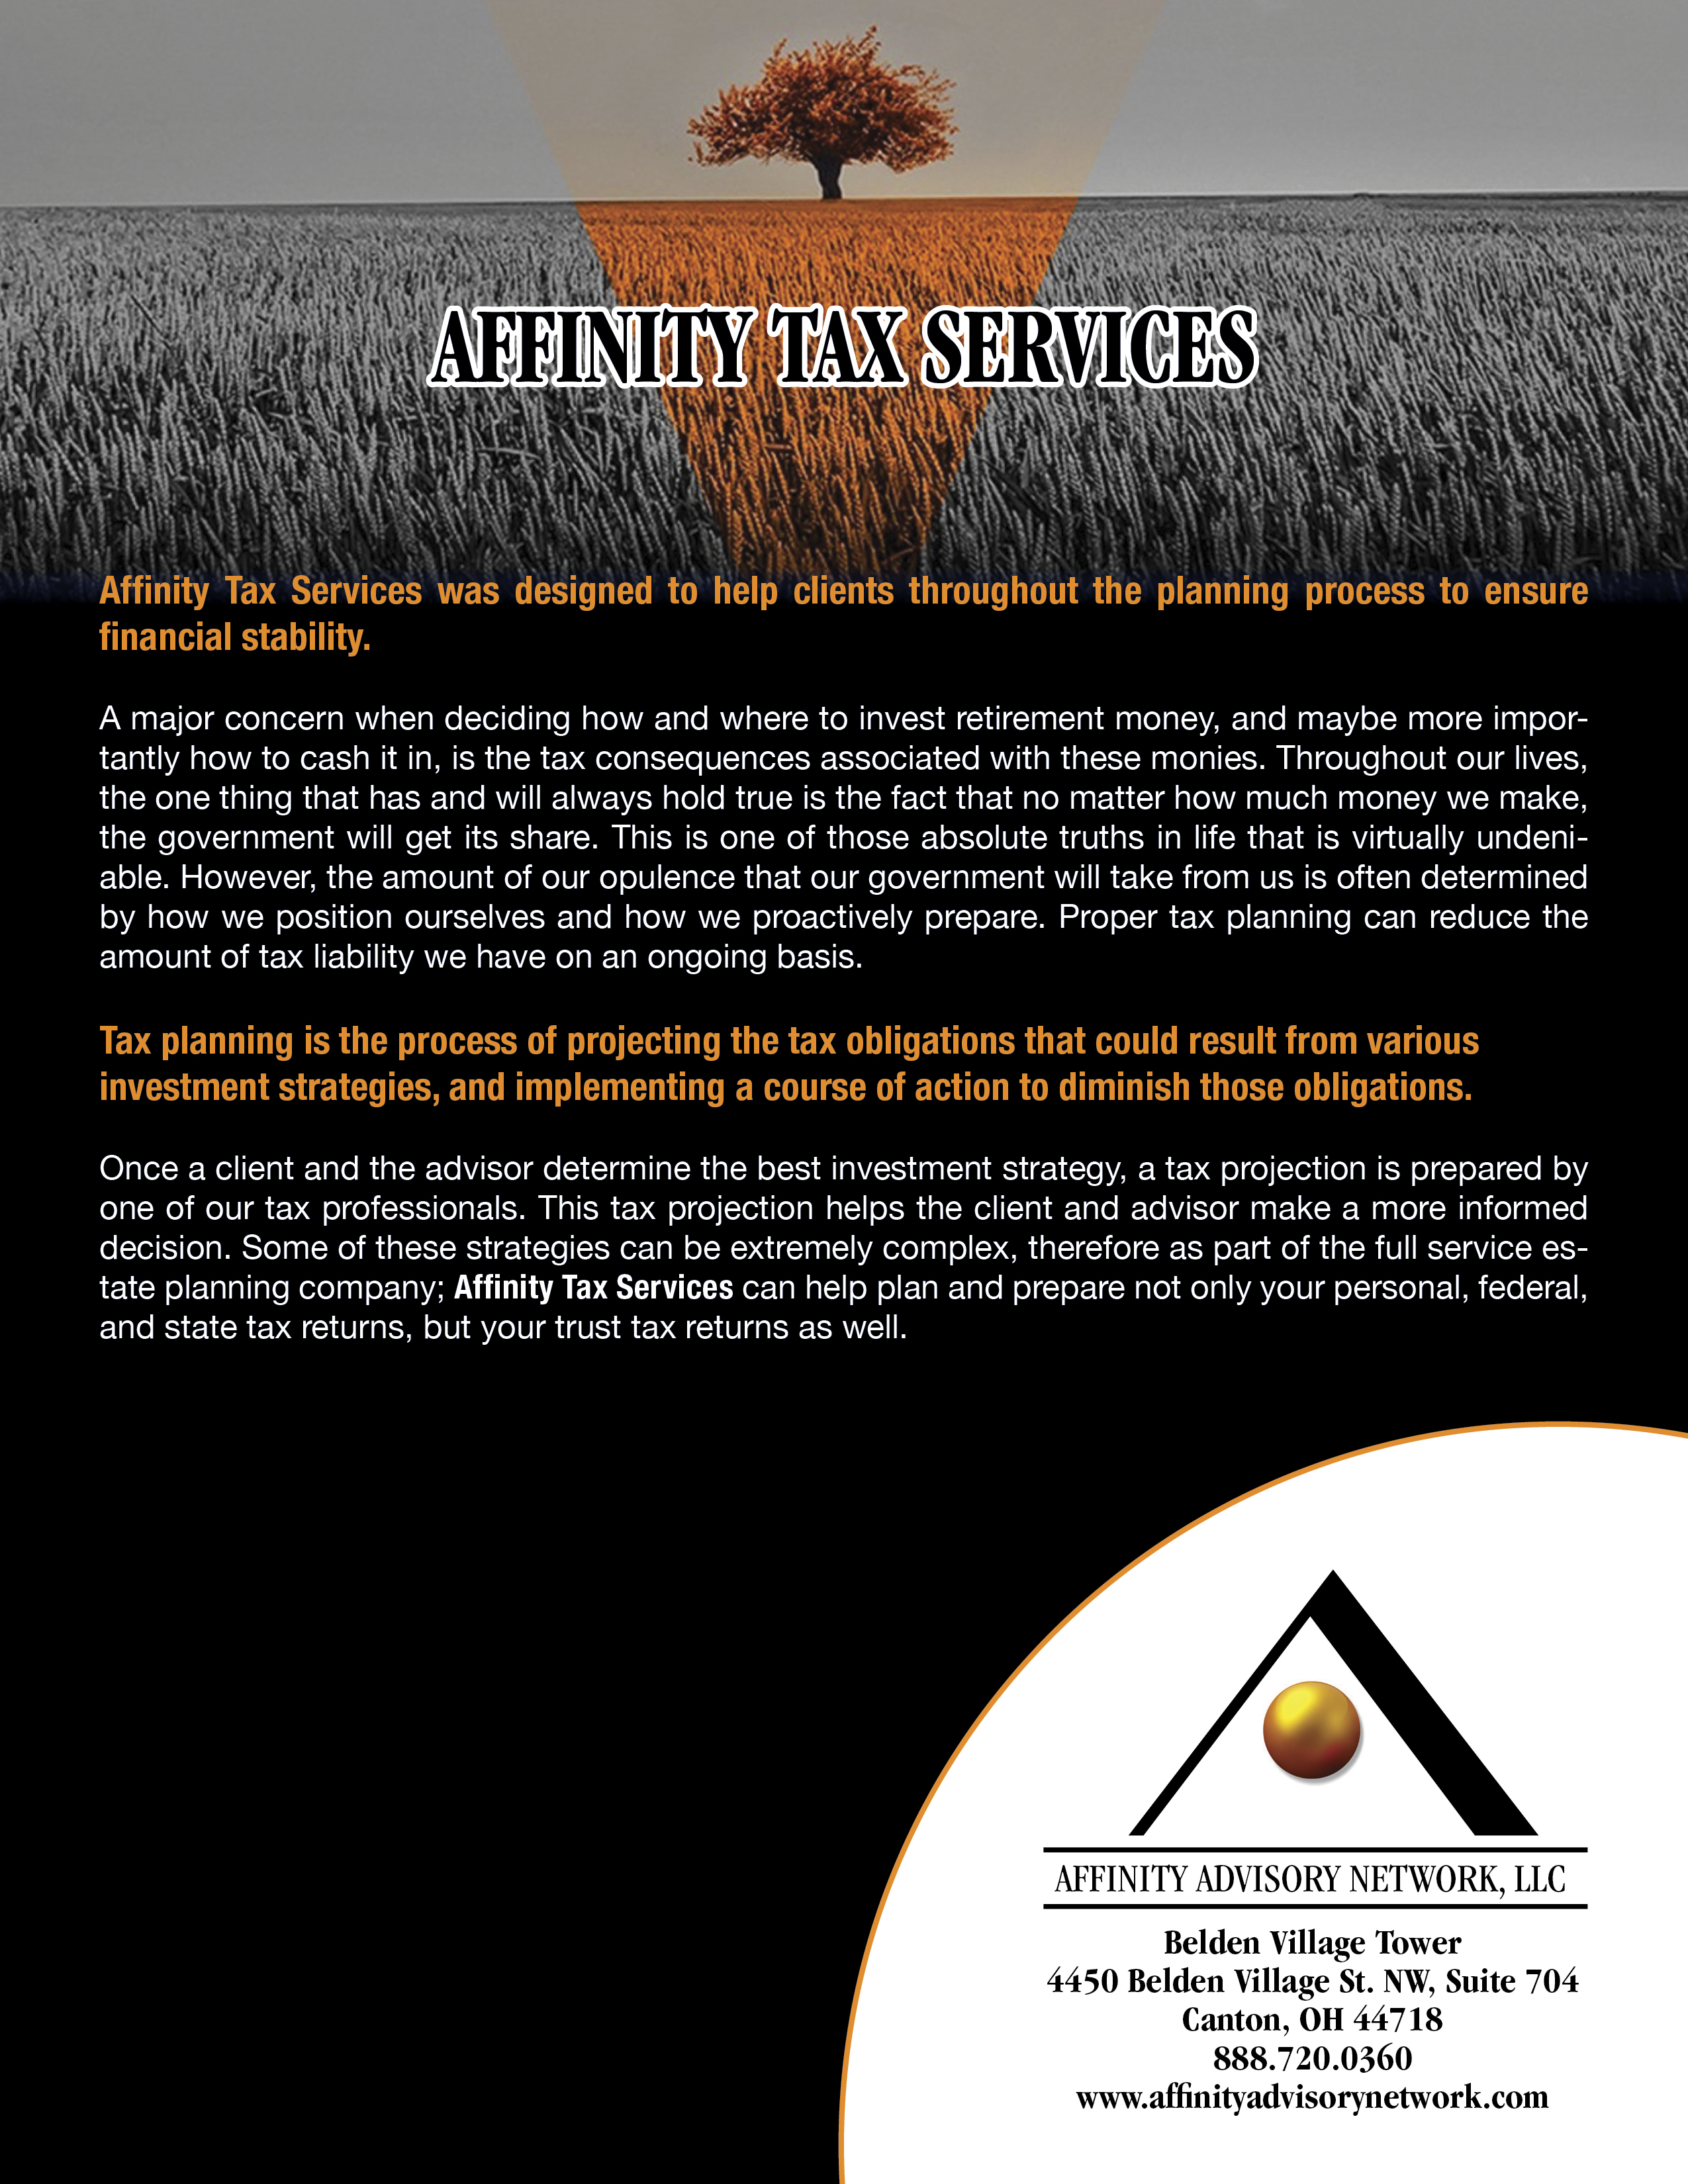 AFFINITY TAX SERVICES
Affinity Tax Services was designed to help clients throughout the planning process to ensure
financial stability.
A major concern when deciding how and where to invest retirement money, and maybe more impor-
tantly how to cash it in, is the tax consequences associated with these monies. Throughout our lives,
the one thing that has and will always hold true is the fact that no matter how much money we make,
the government will get its share. This is one of those absolute truths in life that is virtually undeni-
able. However, the amount of our opulence that our government will take from us is often determined
by how we position ourselves and how we proactively prepare. Proper tax planning can reduce the
amount of tax liability we have on an ongoing basis.
Tax planning is the process of projecting the tax obligations that could result from various
investment strategies, and implementing a course of action to diminish those obligations.
Once a client and the advisor determine the best investment strategy, a tax projection is prepared by
one of our tax professionals. This tax projection helps the client and advisor make a more informed
decision. Some of these strategies can be extremely complex, therefore as part of the full service es-
tate planning company; Affinity Tax Services can help plan and prepare not only your personal, federal,
and state tax returns, but your trust tax returns as well.
AFFINITY ADVISORY NETWORK, LLC
Belden Village Tower
4450 Belden Village St. NW, Suite 704
Canton, OH 44718
888.720.0360
www.affinityadvisorynetwork.com